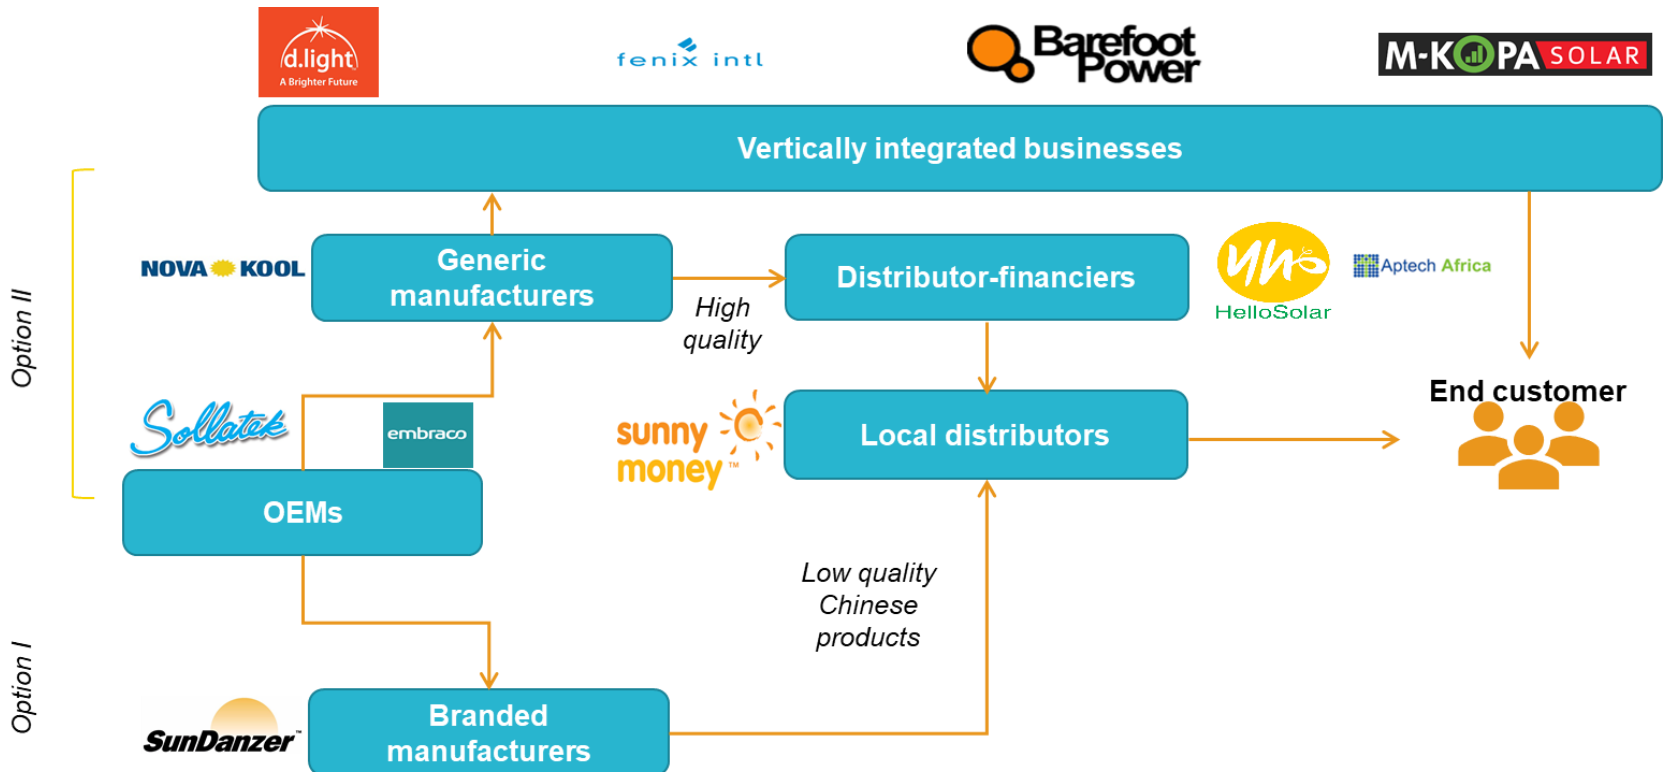 d.light
A Brighter Future
fenix intl
Barefoot
Power
M-KOPA SOLAR
Vertically integrated businesses
Option II
NOVA KOOL
Generic
manufacturers
High
quality
Distributor-financiers
HelloSolar
Aptech Africa
Sollatek
embraco
sunny
money™
Local distributors
End customer
OEMs
Low quality
Chinese
products
Option I
SunDanzer™
Branded
manufacturers